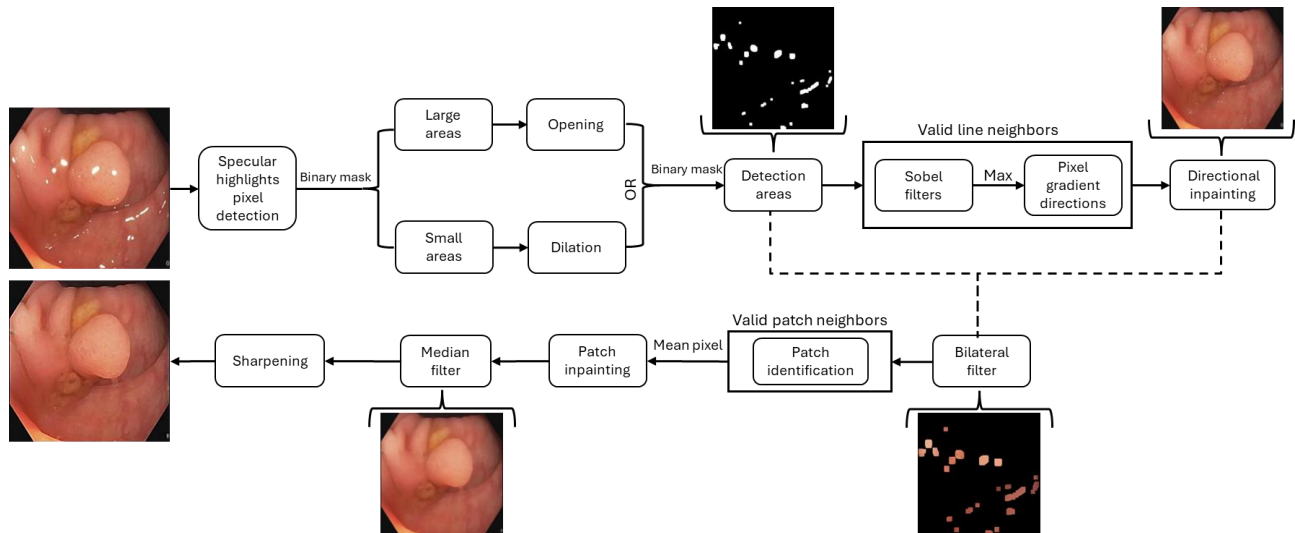 Specular
highlights
pixel
detection
Binary mask
Large
areas
Opening
Small
areas
Dilation
OR
Binary mask
Detection
areas
Valid line neighbors
Sobel
filters
Max
Pixel
gradient
directions
Directional
inpainting
Bilateral
filter
Valid patch neighbors
Patch
identification
Mean pixel
Patch
inpainting
Median
filter
Sharpening